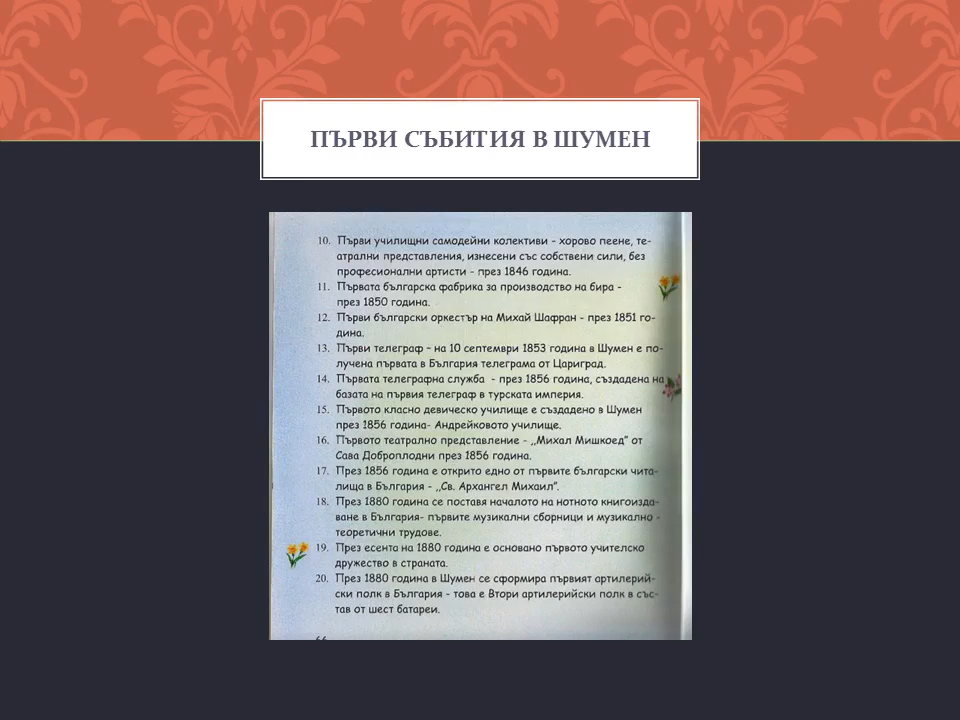 ПЪРВИ СЪБИТИЯ В ШУМЕН
10. Първи училищни самодейни колективи - хорово пеене, те-
атрални представления, изнесени със собствени сили, без
професионални артисти - през 1846 година.
11. Първата българска фабрика за производство на бира -
през 1850 година.
12. Първи български оркестър на Михай Шафран - през 1851 го-
дина.
13. Първи телеграф - на 10 септември 1853 година в Шумен е по-
лучена първата в България телеграма от Цариград.
14. Първата телеграфна служба - през 1856 година, създадена на
базата на първия телеграф в турската империя.
15. Първото класно девическо училище е създадено в Шумен
през 1856 година- Андрейковото училище.
16. Първото театрално представление - ,,Михал Мишкоед" от
Сава Доброплодни през 1856 година.
17. През 1856 година е открито едно от първите български чита-
лища в България - ,,Св. Архангел Михаил".
18. През 1880 година се поставя началото на нотното книгоизда-
ване в България- първите музикални сборници и музикално -
теоретични трудове.
19. През есента на 1880 година е основано първото учителско
дружество в страната.
20. През 1880 година в Шумен се сформира първият артилерий-
ски полк в България - това е Втори артилерийски полк в със-
тав от шест батареи.